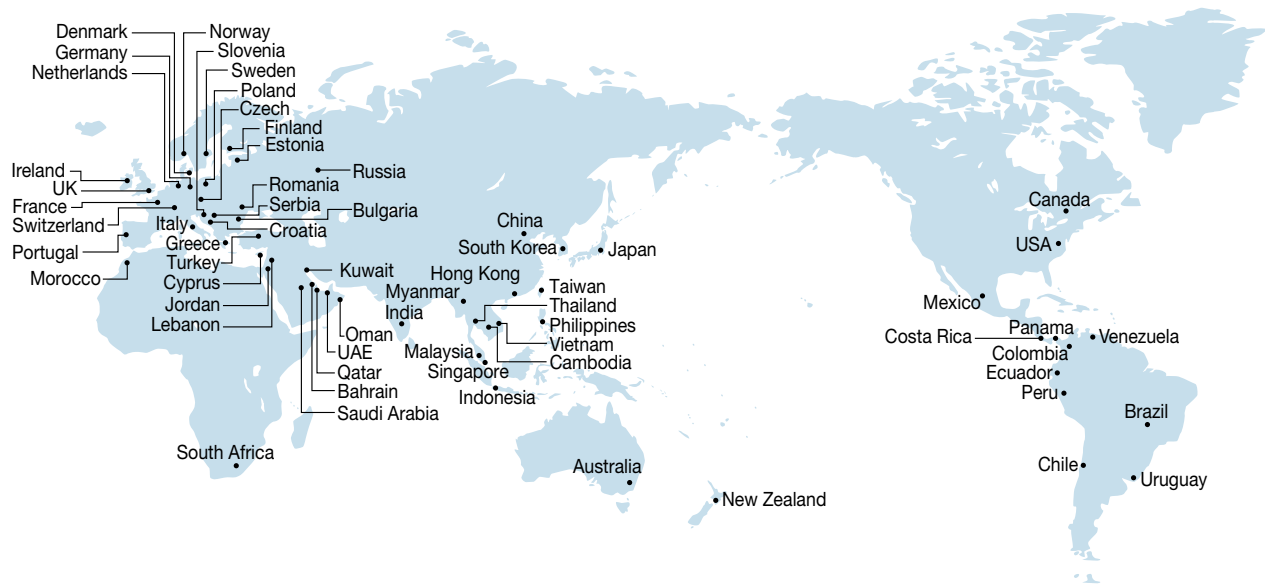 Denmark
Norway
Germany
Slovenia
Netherlands
Sweden
Poland
Czech
Finland
Estonia
Ireland
Russia
UK
Romania
France
Serbia
Bulgaria
Switzerland
Italy
Croatia
Portugal
Greece
Turkey
Morocco
Cyprus
Kuwait
Jordan
Lebanon
Oman
UAE
Qatar
Bahrain
Saudi Arabia
South Africa
China
South Korea
Japan
Hong Kong
Myanmar
India
Taiwan
Thailand
Philippines
Vietnam
Malaysia
Cambodia
Singapore
Indonesia
Australia
New Zealand
Canada
USA
Mexico
Costa Rica
Panama
Venezuela
Colombia
Ecuador
Peru
Brazil
Chile
Uruguay